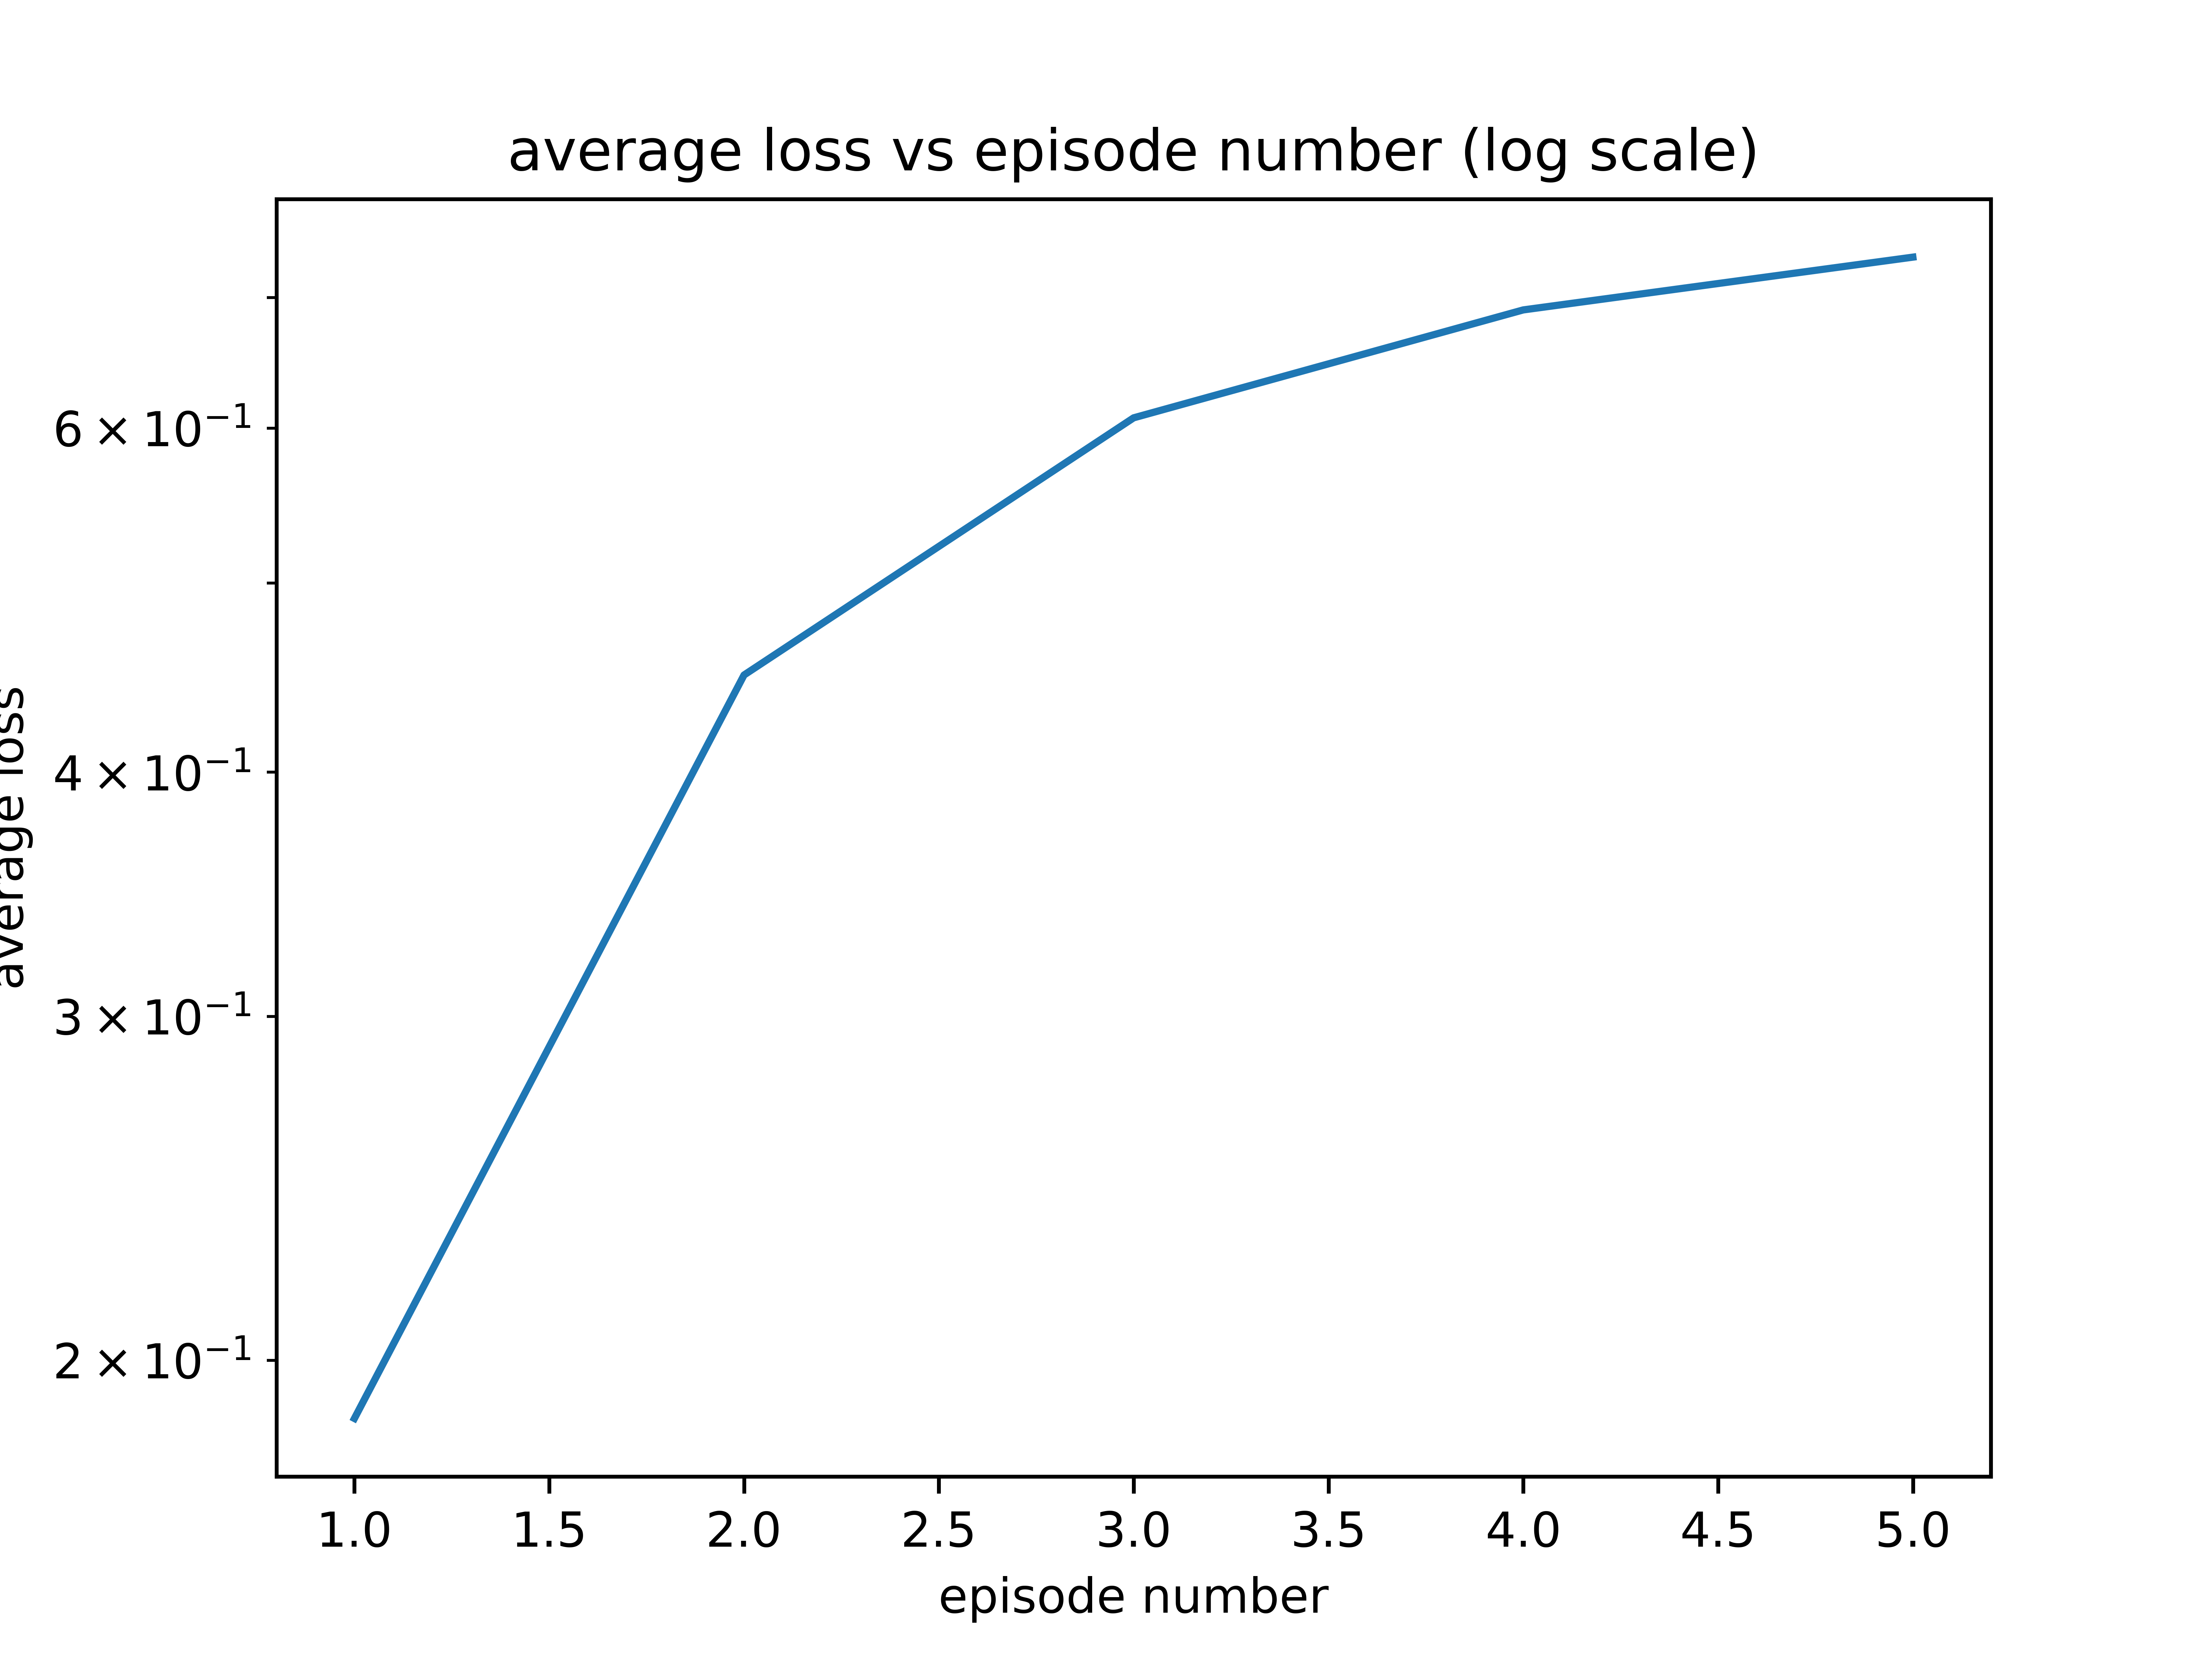 average loss vs episode number (log scale)
average loss
6 × 10⁻¹
4 × 10⁻¹
3 × 10⁻¹
2 × 10⁻¹
1.0 1.5 2.0 2.5 3.0 3.5 4.0 4.5 5.0
episode number